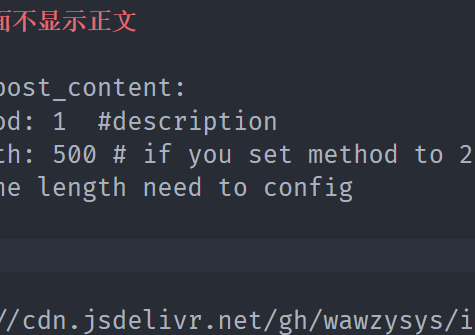 面不显示正文
post_content:
od: 1  #description
th: 500 # if you set method to 2
he length need to config
//cdn.jsdelivr.net/gh/wawzysys/i